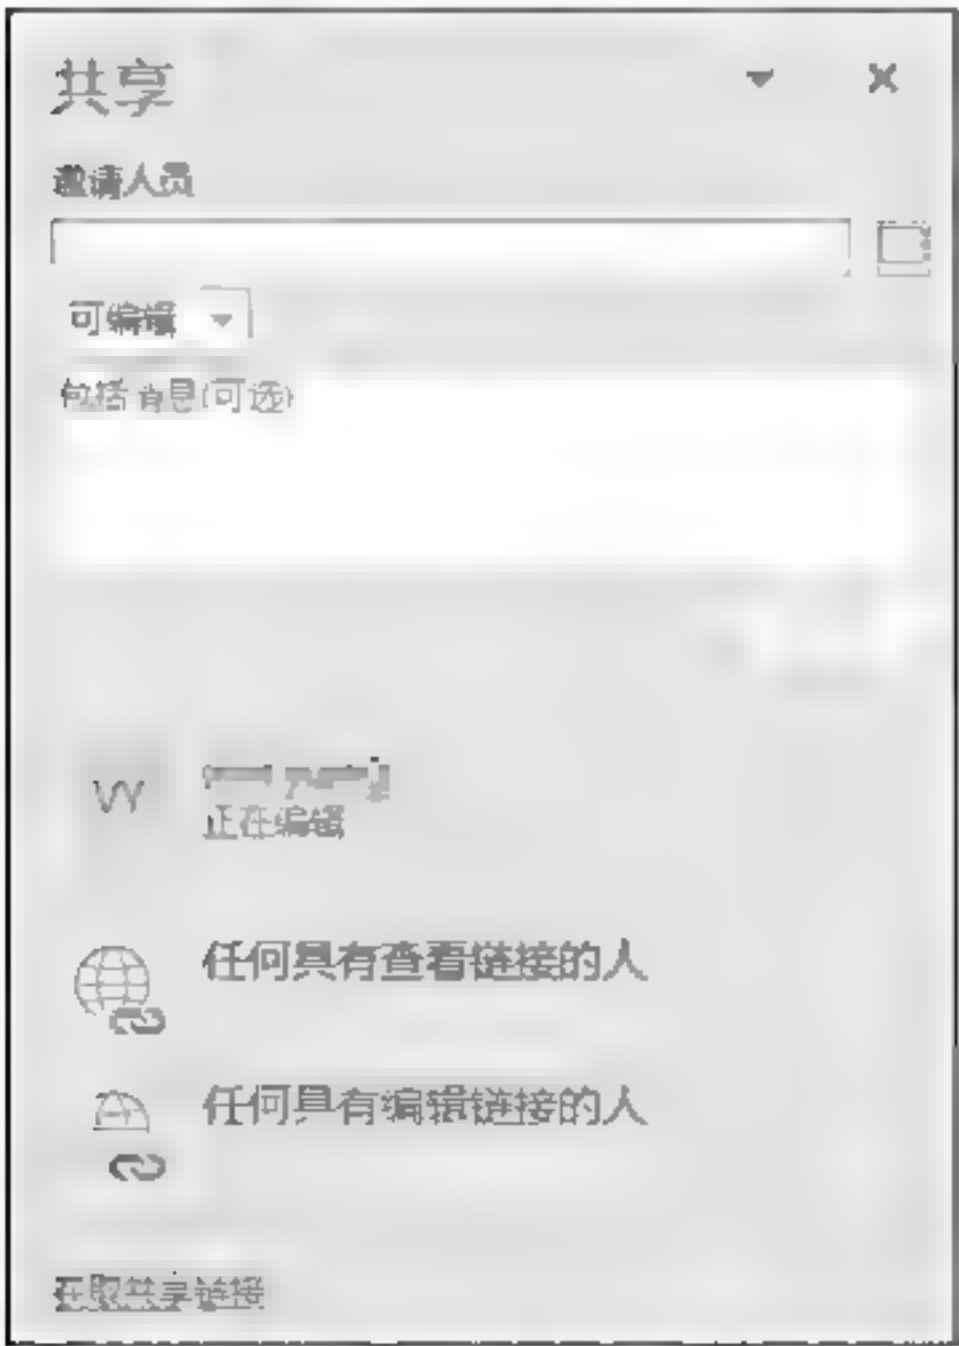 共享
邀请人员
可编辑
包括消息(可选)
正在编辑
任何具有查看链接的人
任何具有编辑链接的人
获取共享链接